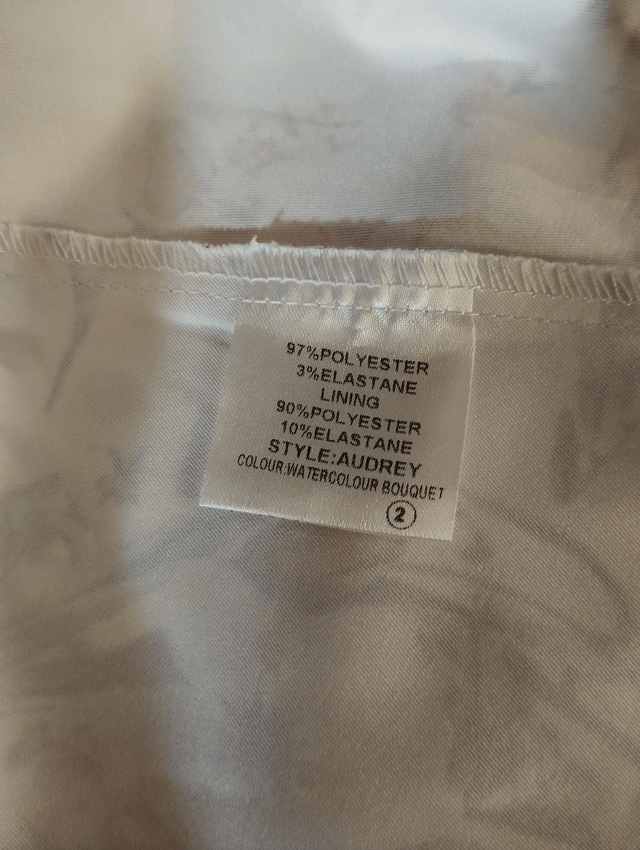 97%POLYESTER
3%ELASTANE
LINING
90%POLYESTER
10%ELASTANE
STYLE:AUDREY
COLOUR:WATERCOLOUR BOUQUET
2